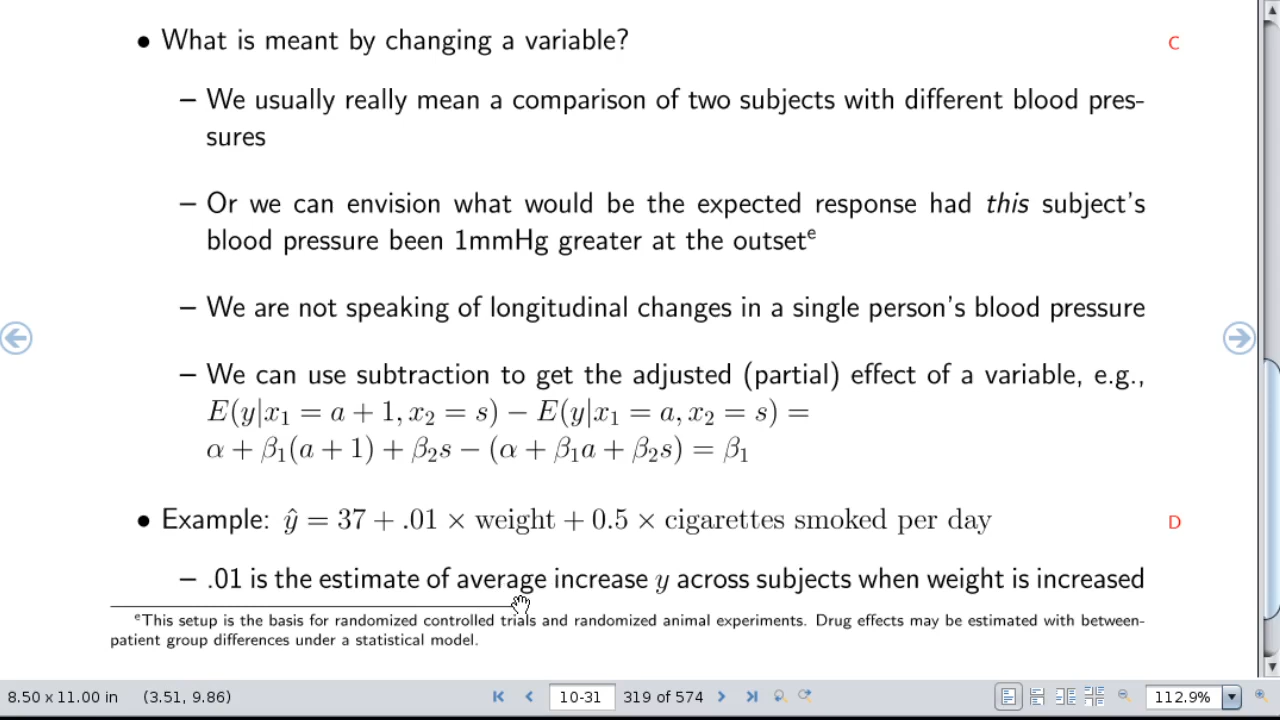 • What is meant by changing a variable? C
– We usually really mean a comparison of two subjects with different blood pres-
sures
– Or we can envision what would be the expected response had this subject's
blood pressure been 1mmHg greater at the outsetᵉ
– We are not speaking of longitudinal changes in a single person's blood pressure
– We can use subtraction to get the adjusted (partial) effect of a variable, e.g.,
E(y|x₁ = a + 1, x₂ = s) − E(y|x₁ = a, x₂ = s) =
α + β₁(a + 1) + β₂s − (α + β₁a + β₂s) = β₁
• Example: ŷ = 37 + .01 × weight + 0.5 × cigarettes smoked per day D
– .01 is the estimate of average increase y across subjects when weight is increased
ᵉThis setup is the basis for randomized controlled trials and randomized animal experiments. Drug effects may be estimated with between-
patient group differences under a statistical model.
8.50 x 11.00 in (3.51, 9.86) 10-31 319 of 574 112.9%